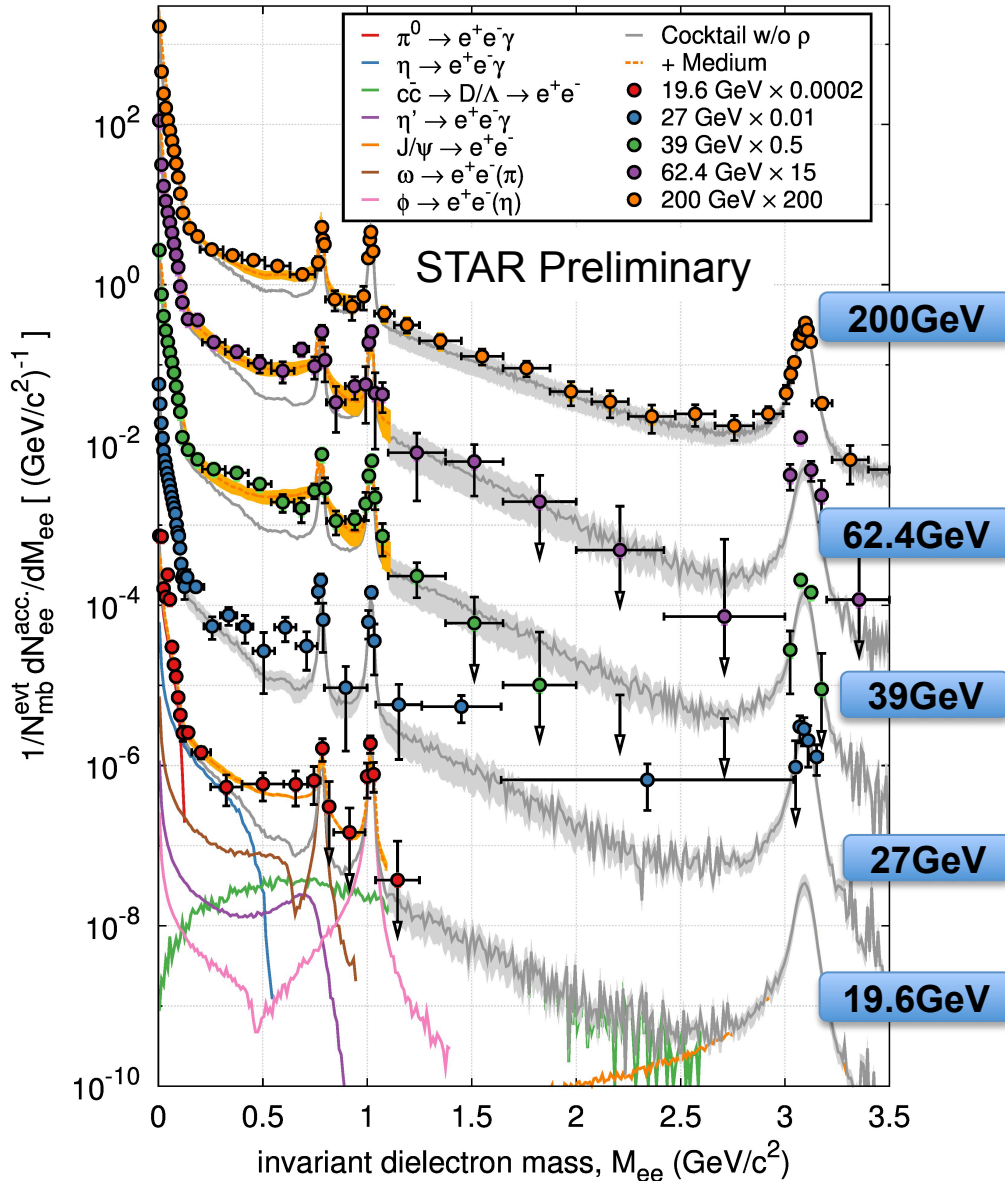 π⁰ → e⁺e⁻γ
η → e⁺e⁻γ
cc̄ → D/Λ → e⁺e⁻
η' → e⁺e⁻γ
J/ψ → e⁺e⁻
ω → e⁺e⁻(π)
ϕ → e⁺e⁻(η)
Cocktail w/o ρ
+ Medium
19.6 GeV × 0.0002
27 GeV × 0.01
39 GeV × 0.5
62.4 GeV × 15
200 GeV × 200
STAR Preliminary
200GeV
62.4GeV
39GeV
27GeV
19.6GeV
1/N_mb^evt dN_ee^acc./dM_ee [ (GeV/c²)⁻¹ ]
10²
10⁰
10⁻²
10⁻⁴
10⁻⁶
10⁻⁸
10⁻¹⁰
0 0.5 1 1.5 2 2.5 3 3.5
invariant dielectron mass, M_ee (GeV/c²)